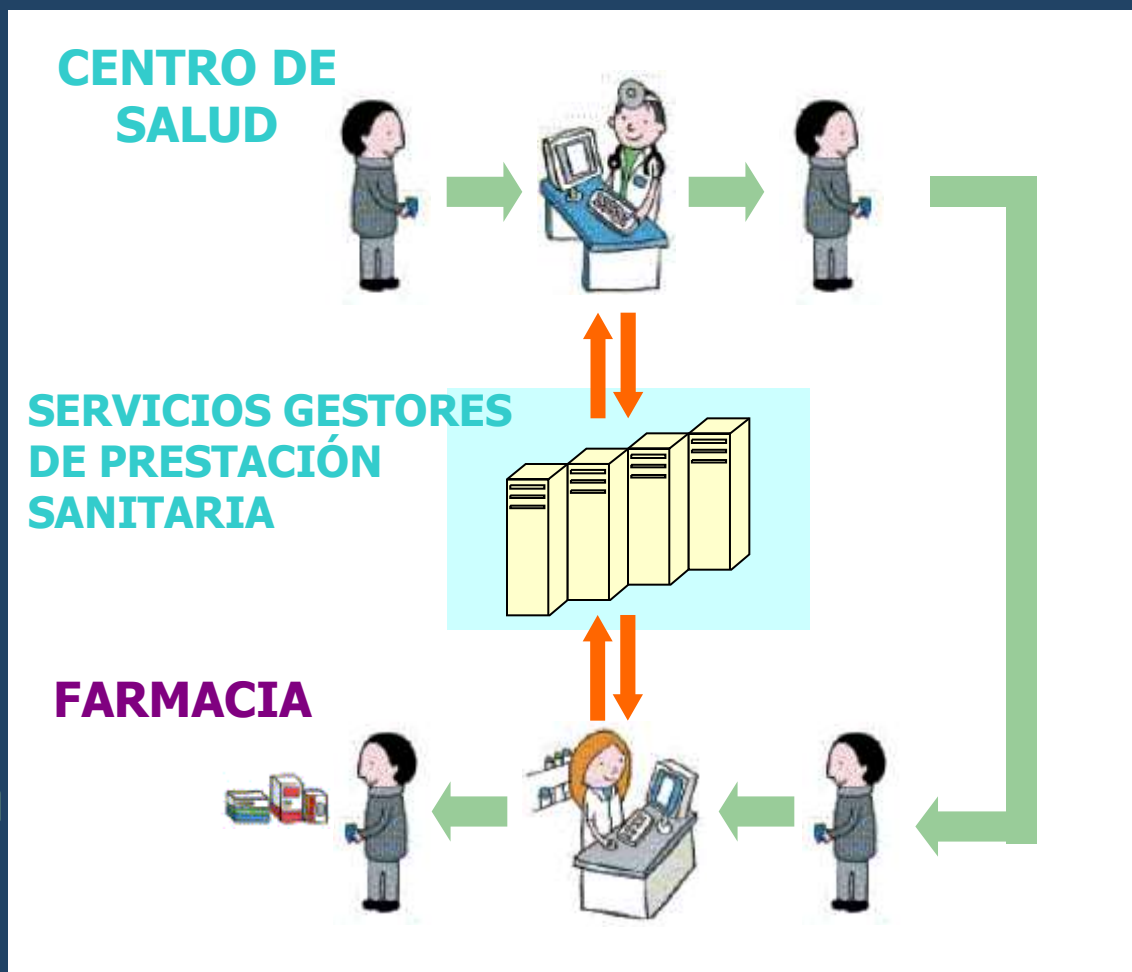 CENTRO DE
SALUD
SERVICIOS GESTORES
DE PRESTACIÓN
SANITARIA
FARMACIA